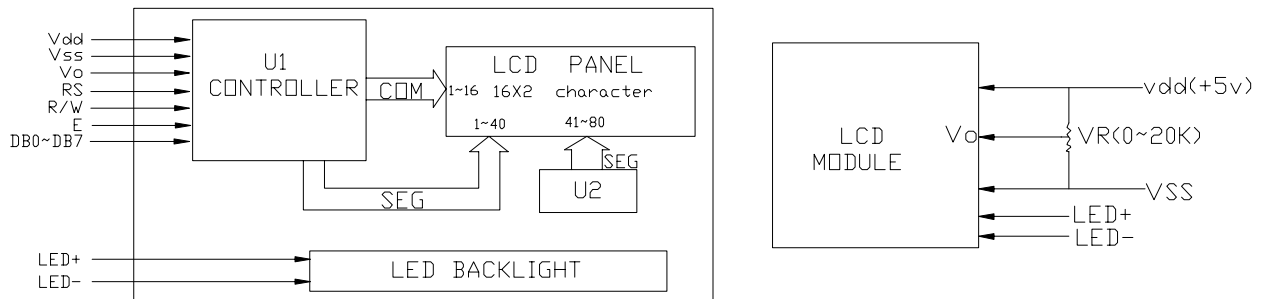 Vdd
Vss
Vo
RS
R/W
E
DB0~DB7
U1
CONTROLLER
COM
LCD PANEL
1~16 16X2 character
1~40 41~80
SEG
U2
SEG
LED+
LED-
LED BACKLIGHT
LCD
MODULE
Vo
vdd(+5v)
VR(0~20K)
VSS
LED+
LED-